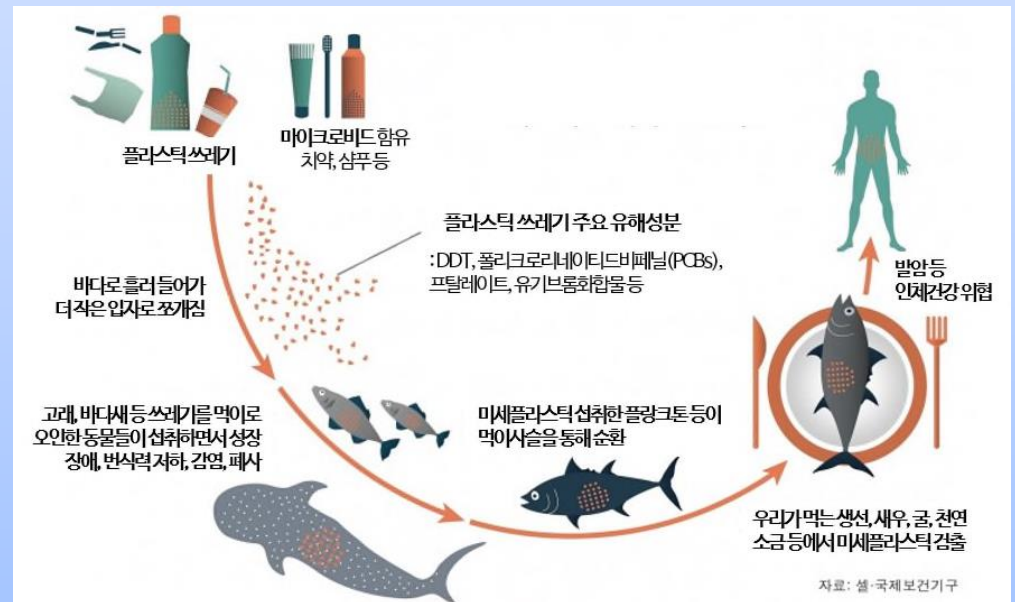 플라스틱 쓰레기
마이크로비드 함유
치약, 샴푸 등
플라스틱 쓰레기 주요 유해성분
: DDT, 폴리크로리네이티드비페닐(PCBs),
프탈레이트, 유기브롬화합물 등
바다로 흘러 들어가
더 작은 입자로 쪼개짐
발암 등
인체건강 위협
고래, 바다새 등 쓰레기를 먹이로
오인한 동물들이 섭취하면서 성장
장애, 번식력 저하, 감염, 폐사
미세플라스틱 섭취한 플랑크톤 등이
먹이사슬을 통해 순환
우리가 먹는 생선, 새우, 굴, 천연
소금 등에서 미세플라스틱 검출
자료: 셀·국제보건기구